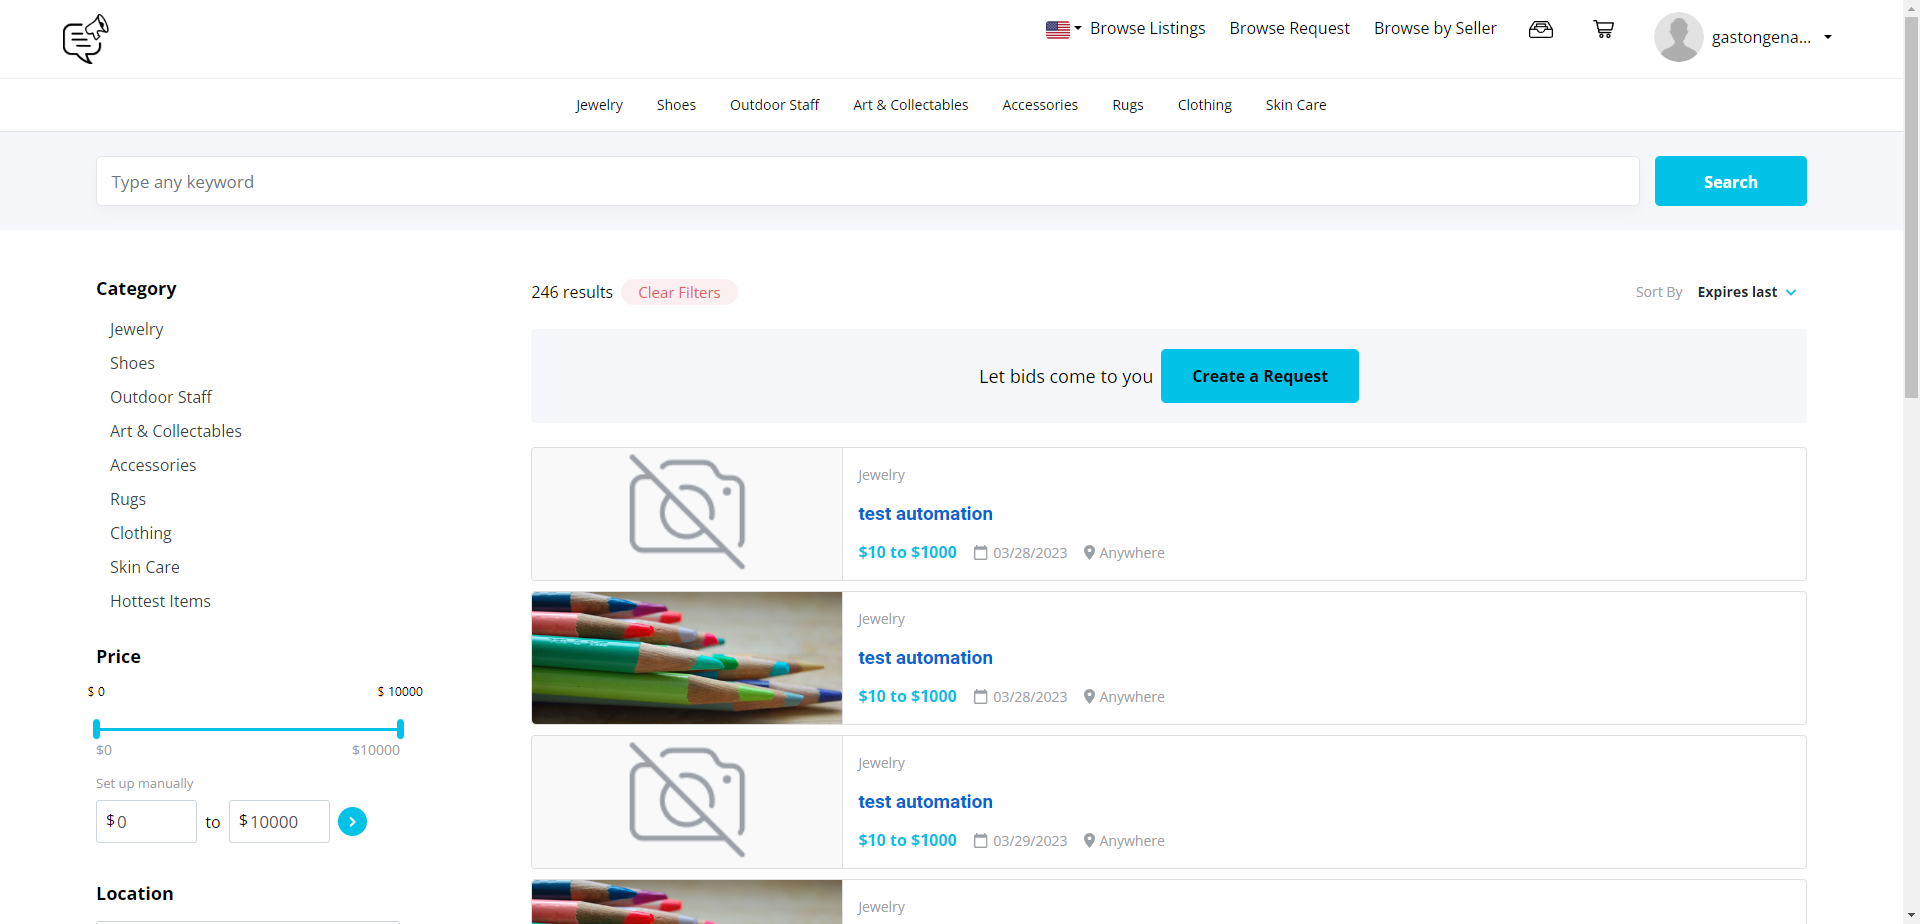 Browse Listings Browse Request Browse by Seller gastongena...
Jewelry Shoes Outdoor Staff Art & Collectables Accessories Rugs Clothing Skin Care
Type any keyword Search
Category
Jewelry
Shoes
Outdoor Staff
Art & Collectables
Accessories
Rugs
Clothing
Skin Care
Hottest Items
Price
$ 0 $ 10000
$0 $10000
Set up manually
$ 0 to $ 10000
Location
246 results Clear Filters Sort By Expires last
Let bids come to you Create a Request
Jewelry
test automation
$10 to $1000 03/28/2023 Anywhere
Jewelry
test automation
$10 to $1000 03/28/2023 Anywhere
Jewelry
test automation
$10 to $1000 03/29/2023 Anywhere
Jewelry